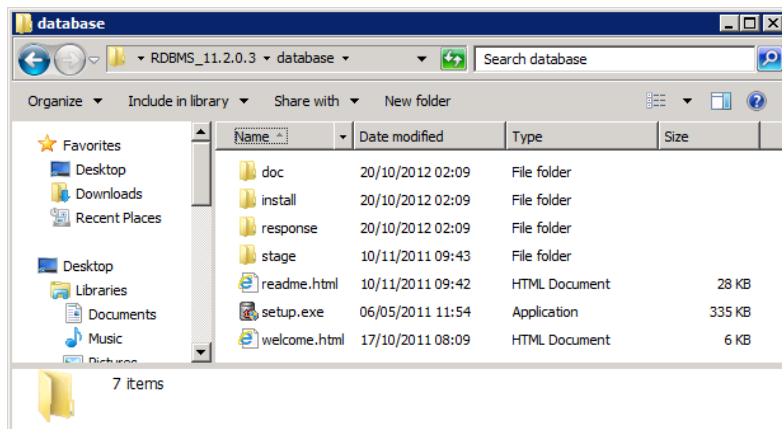 database
RDBMS_11.2.0.3 database Search database
Organize Include in library Share with New folder
Name Date modified Type Size
Favorites
Desktop
Downloads
Recent Places
Desktop
Libraries
Documents
Music
Pictures
doc 20/10/2012 02:09 File folder
install 20/10/2012 02:09 File folder
response 20/10/2012 02:09 File folder
stage 10/11/2011 09:43 File folder
readme.html 10/11/2011 09:42 HTML Document 28 KB
setup.exe 06/05/2011 11:54 Application 335 KB
welcome.html 17/10/2011 08:09 HTML Document 6 KB
7 items